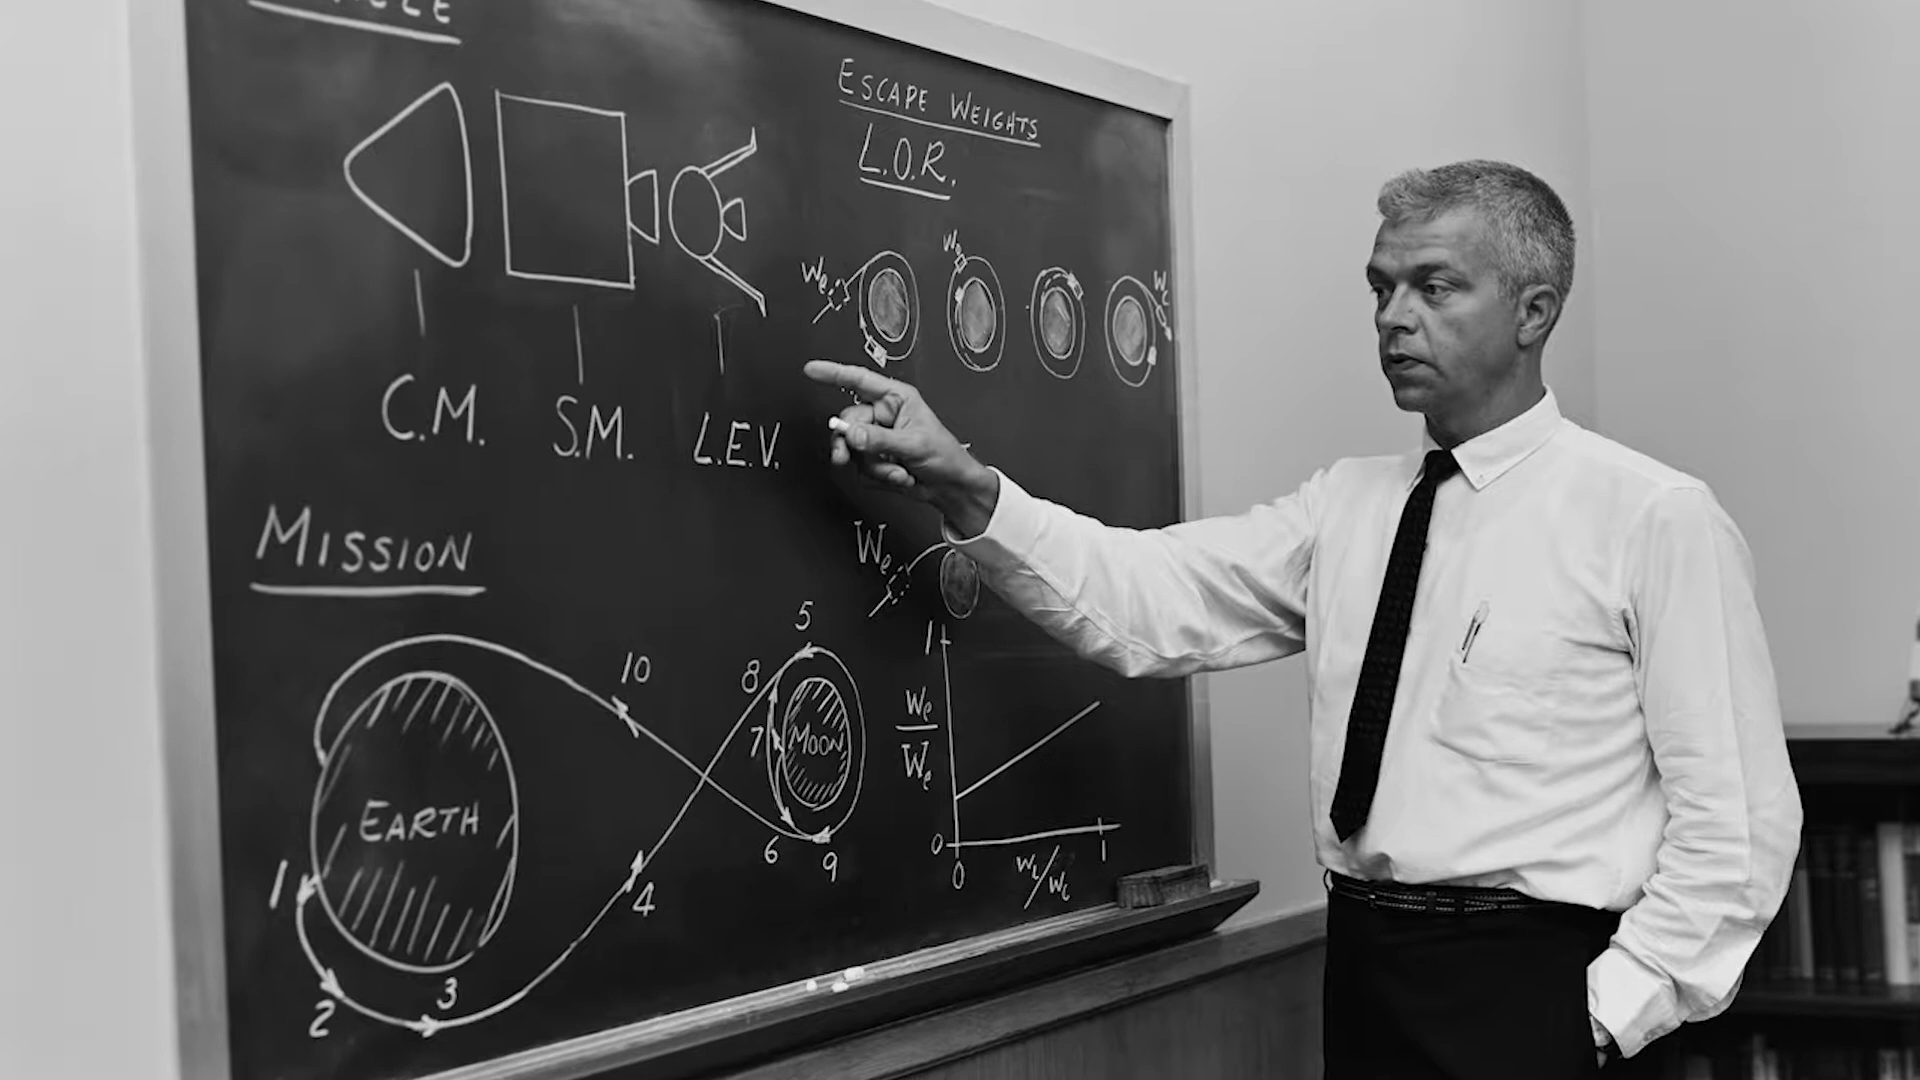 C.M.
S.M.
L.E.V.
ESCAPE WEIGHTS
L.O.R.
We
We
Wc
MISSION
EARTH
MOON
1
2
3
4
5
6
7
8
9
10
We
1
We
We
0
0
1